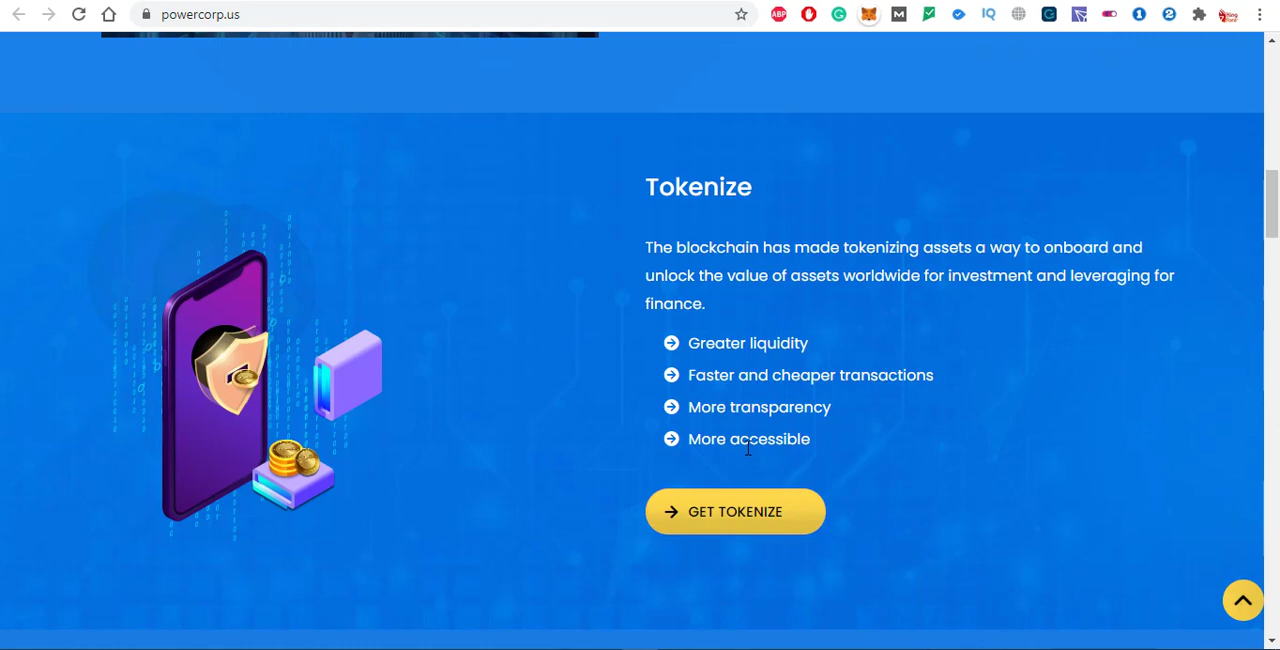 powercorp.us
Tokenize
The blockchain has made tokenizing assets a way to onboard and
unlock the value of assets worldwide for investment and leveraging for
finance.
Greater liquidity
Faster and cheaper transactions
More transparency
More accessible
GET TOKENIZE